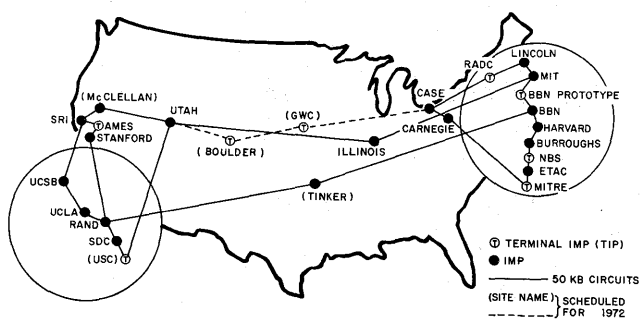 LINCOLN
RADC
MIT
(McCLELLAN)
CASE
BBN PROTOTYPE
UTAH
(GWC)
BBN
SRI
AMES
CARNEGIE
HARVARD
STANFORD
BURROUGHS
(BOULDER)
ILLINOIS
NBS
ETAC
UCSB
(TINKER)
MITRE
UCLA
RAND
SDC
(USC)
T TERMINAL IMP (TIP)
IMP
50 KB CIRCUITS
(SITE NAME) SCHEDULED
FOR 1972